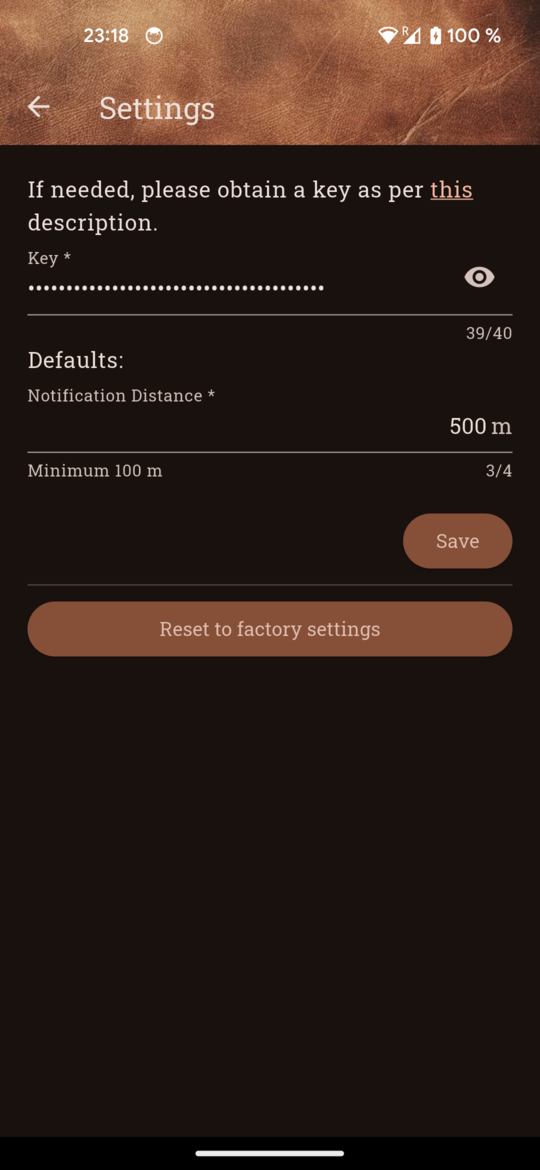 23:18 R 100 %
Settings
If needed, please obtain a key as per this
description.
Key *
•••••••••••••••••••••••••••••••••••••••
39/40
Defaults:
Notification Distance *
500 m
Minimum 100 m 3/4
Save
Reset to factory settings